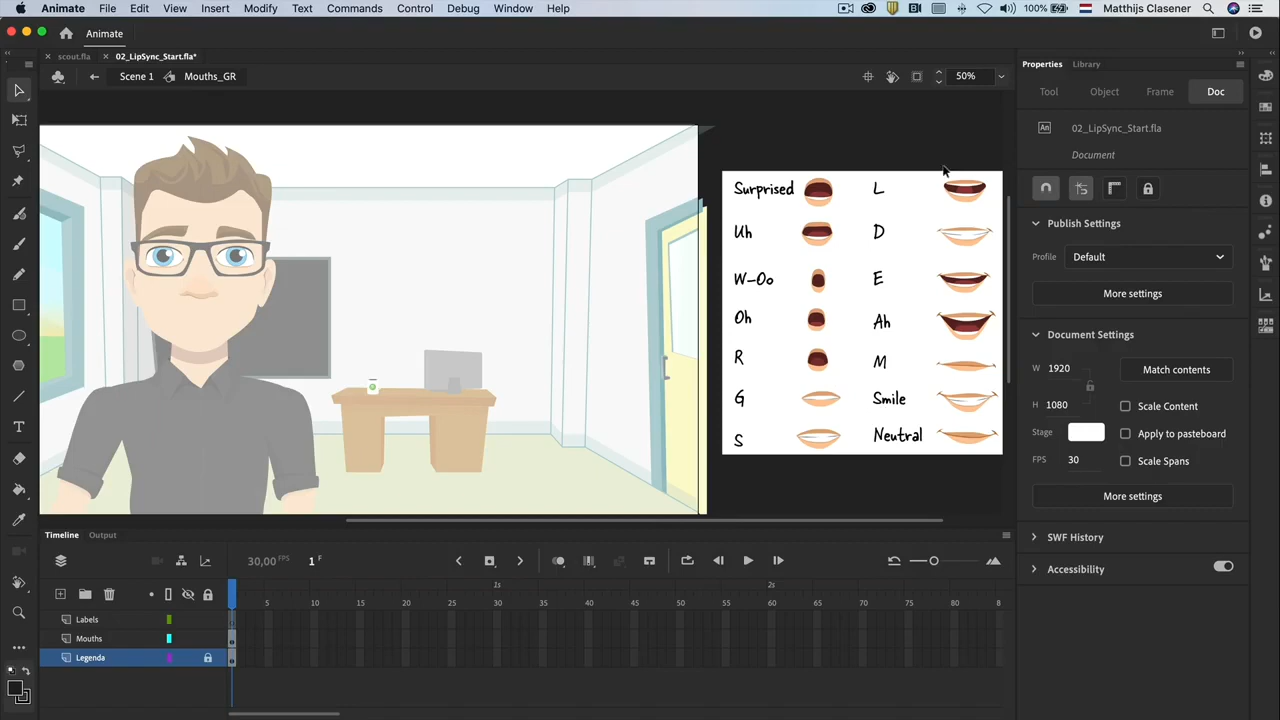 Animate File Edit View Insert Modify Text Commands Control Debug Window Help 100% Matthijs Clasener
Animate
scout.fla 02_LipSync_Start.fla*
Scene 1 Mouths_GR 50%
Properties Library
Tool Object Frame Doc
An 02_LipSync_Start.fla
Document
Publish Settings
Profile Default
More settings
Document Settings
W 1920 Match contents
H 1080 Scale Content
Stage Apply to pasteboard
FPS 30 Scale Spans
More settings
SWF History
Accessibility
Surprised L
Uh D
W-Oo E
Oh Ah
R M
G Smile
S Neutral
Timeline Output
30,00 FPS 1 F
1s 2s
5 10 15 20 25 30 35 40 45 50 55 60 65 70 75 80 8
Labels
Mouths
Legenda